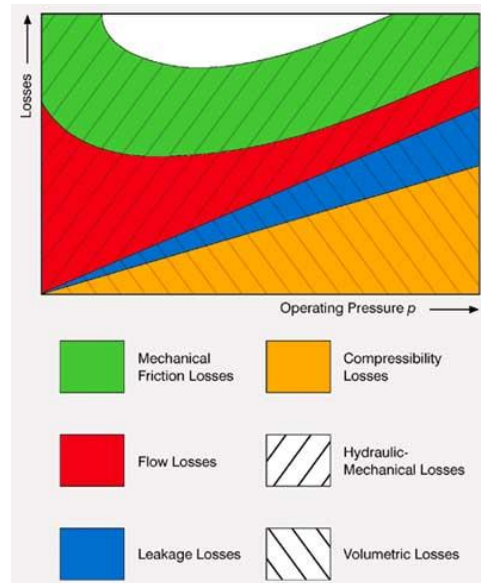 Losses
Operating Pressure p
Mechanical
Friction Losses
Compressibility
Losses
Flow Losses
Hydraulic-
Mechanical Losses
Leakage Losses
Volumetric Losses